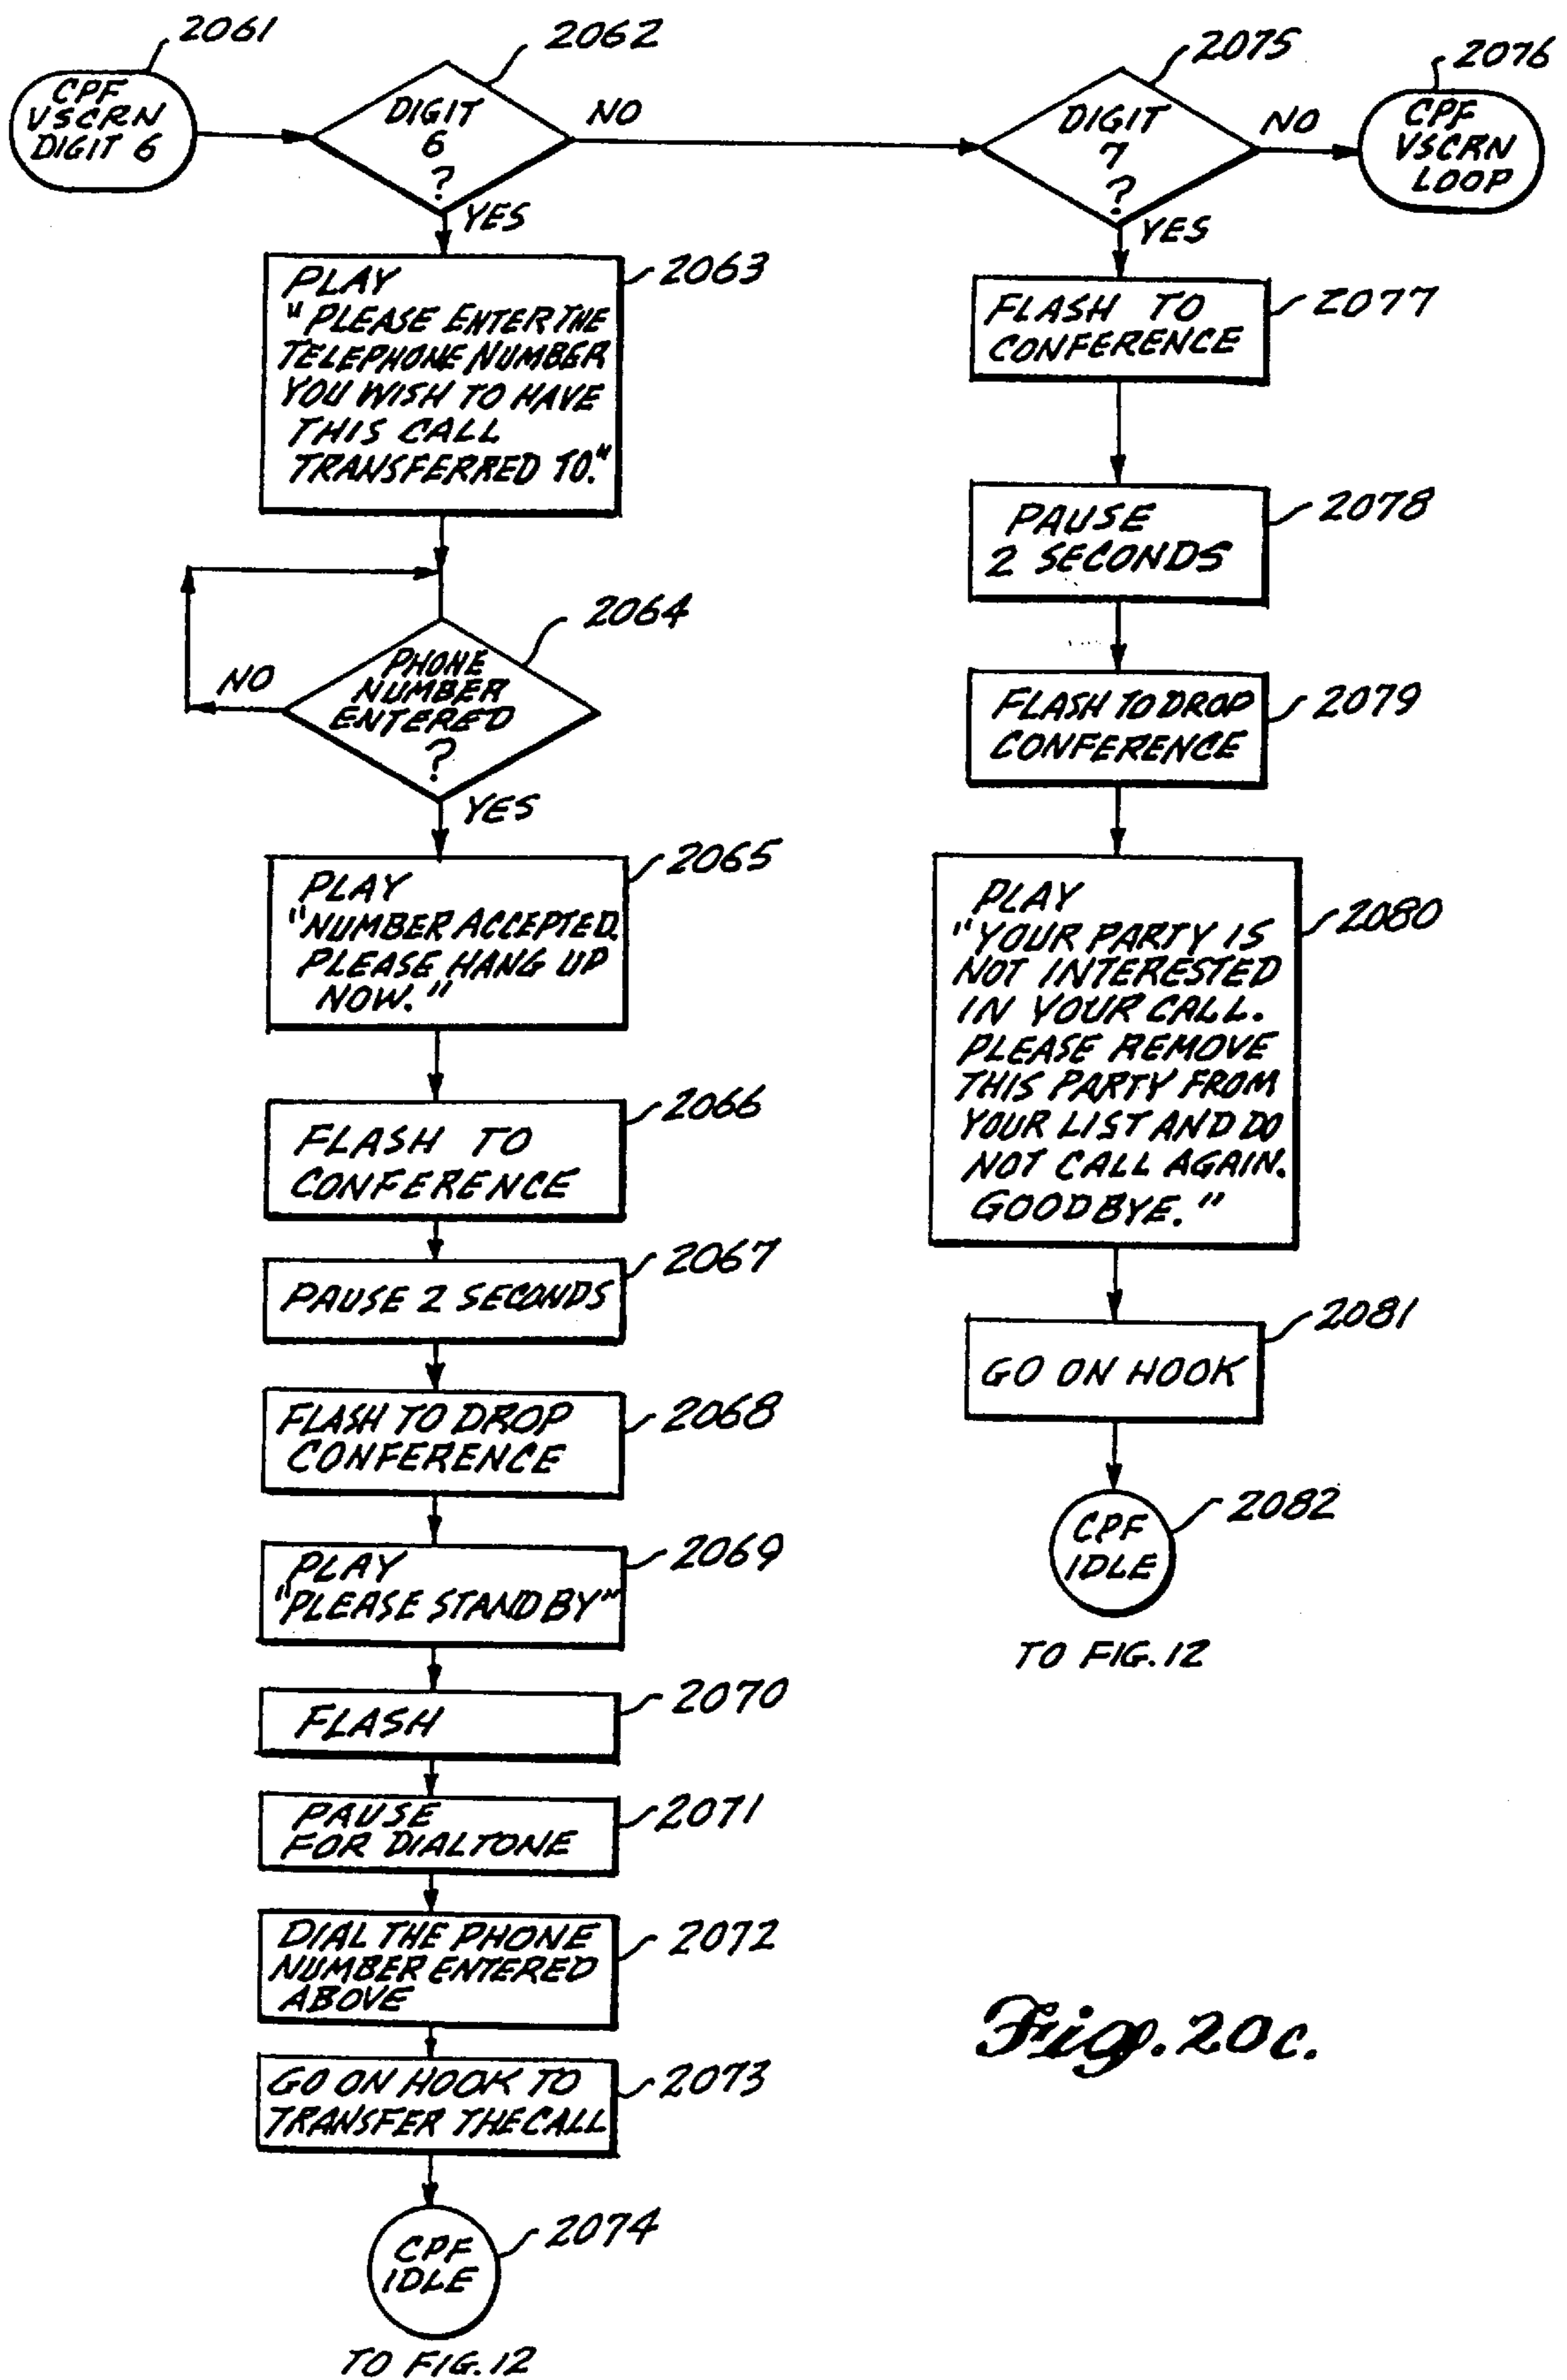 2061
CPF
VSCRN
DIGIT 6
2062
DIGIT
6
?
NO
YES
2075
DIGIT
7
?
NO
YES
2076
CPF
VSCRN
LOOP
2063
PLAY
"PLEASE ENTER THE
TELEPHONE NUMBER
YOU WISH TO HAVE
THIS CALL
TRANSFERRED TO."
2064
PHONE
NUMBER
ENTERED
?
NO
YES
2065
PLAY
"NUMBER ACCEPTED.
PLEASE HANG UP
NOW."
2066
FLASH TO
CONFERENCE
2067
PAUSE 2 SECONDS
2068
FLASH TO DROP
CONFERENCE
2069
PLAY
"PLEASE STAND BY"
2070
FLASH
2071
PAUSE
FOR DIALTONE
2072
DIAL THE PHONE
NUMBER ENTERED
ABOVE
2073
GO ON HOOK TO
TRANSFER THE CALL
2074
CPF
IDLE
TO FIG. 12
2077
FLASH TO
CONFERENCE
2078
PAUSE
2 SECONDS
2079
FLASH TO DROP
CONFERENCE
2080
PLAY
"YOUR PARTY IS
NOT INTERESTED
IN YOUR CALL.
PLEASE REMOVE
THIS PARTY FROM
YOUR LIST AND DO
NOT CALL AGAIN.
GOODBYE."
2081
GO ON HOOK
2082
CPF
IDLE
TO FIG. 12
Fig. 20c.